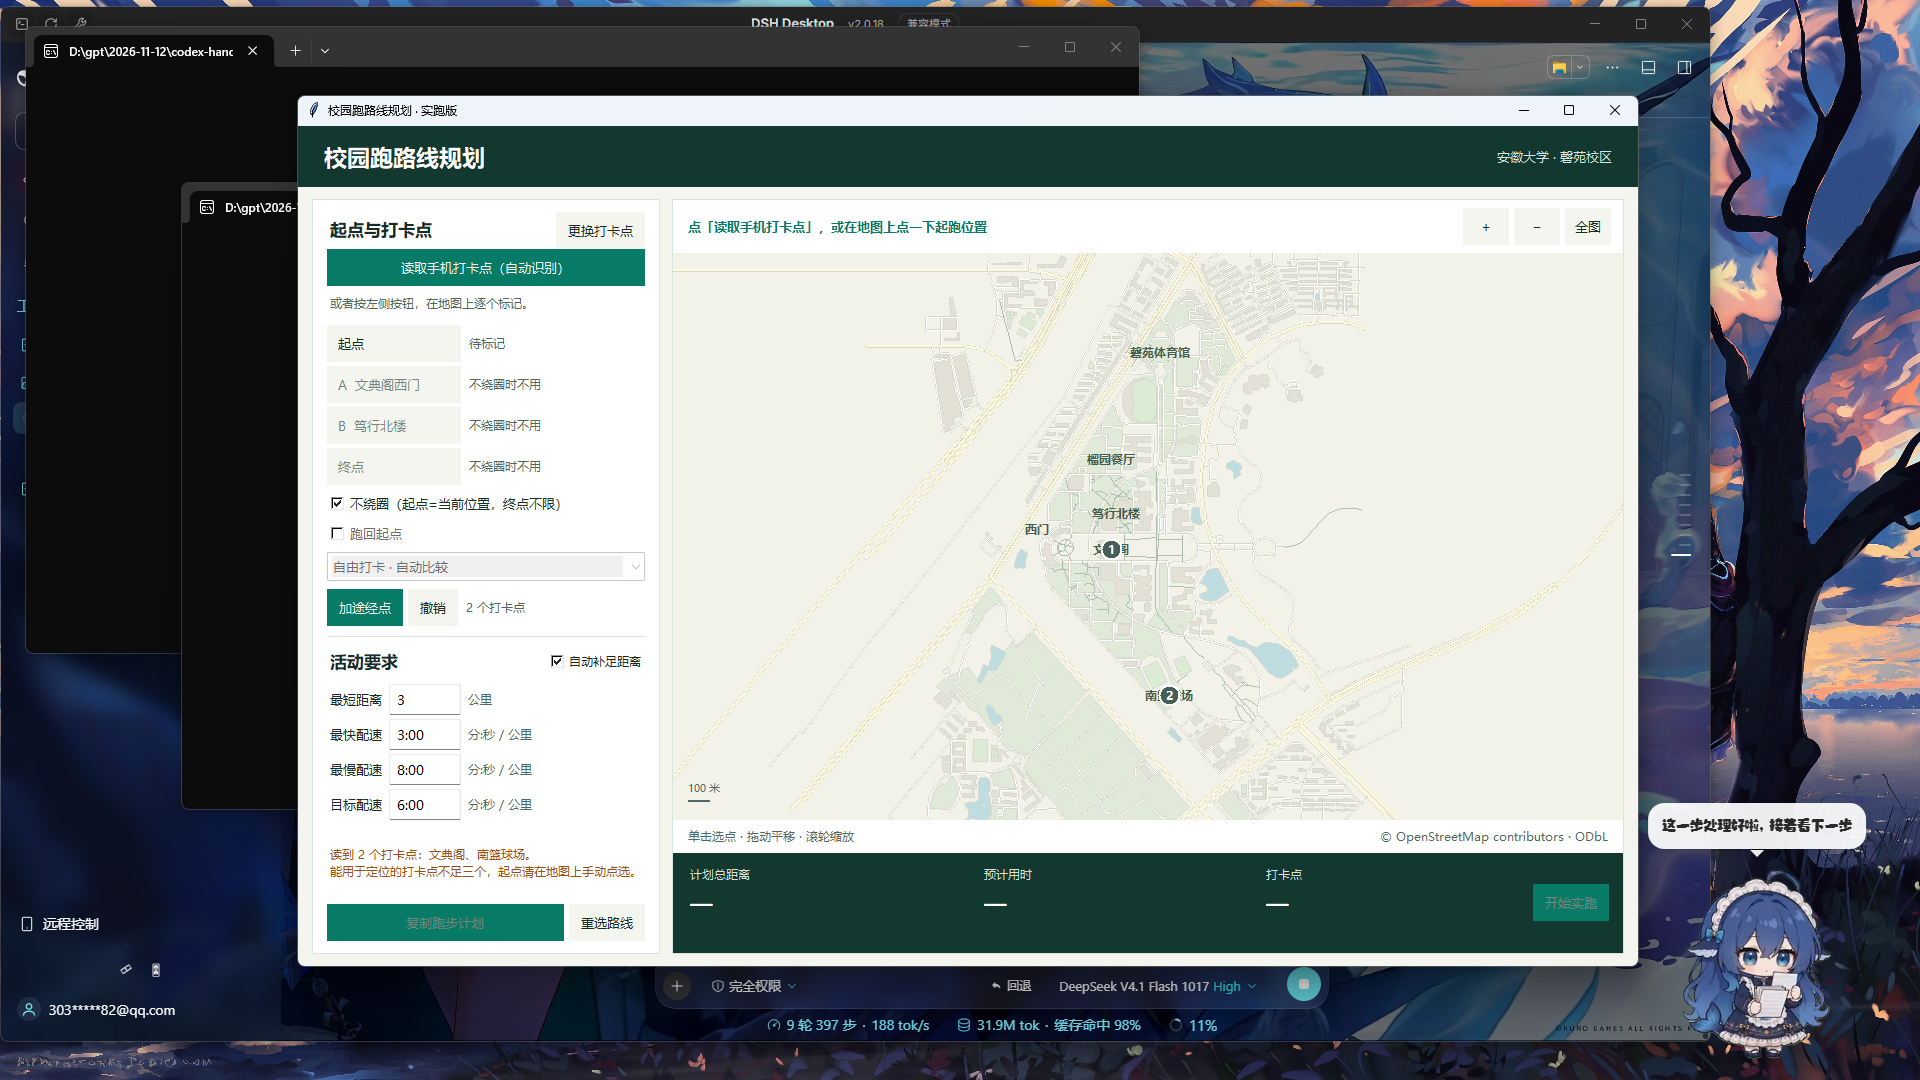 DSH Desktop v2.0.18 兼容模式
D:\gpt\2026-11-12\codex-hand
D:\gpt\2026-
校园跑路线规划 · 实跑版
校园跑路线规划
安徽大学 · 磬苑校区
起点与打卡点
更换打卡点
读取手机打卡点（自动识别）
或者按左侧按钮，在地图上逐个标记。
起点 待标记
A 文典阁西门 不绕圈时不用
B 笃行北楼 不绕圈时不用
终点 不绕圈时不用
不绕圈（起点=当前位置，终点不限）
跑回起点
自由打卡 · 自动比较
加途经点 撤销 2 个打卡点
活动要求 自动补足距离
最短距离 3 公里
最快配速 3:00 分:秒 / 公里
最慢配速 8:00 分:秒 / 公里
目标配速 6:00 分:秒 / 公里
读到 2 个打卡点：文典阁、南篮球场。
能用于定位的打卡点不足三个，起点请在地图上手动点选。
复制跑步计划 重选路线
点「读取手机打卡点」，或在地图上点一下起跑位置
+ − 全图
磬苑体育馆
榴园餐厅
笃行北楼
西门
文 1 阁
南 2 场
100 米
单击选点 · 拖动平移 · 滚轮缩放
© OpenStreetMap contributors · ODbL
计划总距离 预计用时 打卡点
— — —
开始实跑
这一步处理好啦，接着看下一步
远程控制
303*****82@qq.com
完全权限
回退
DeepSeek V4.1 Flash 1017 High
9 轮 397 步 · 188 tok/s
31.9M tok · 缓存命中 98%
11%